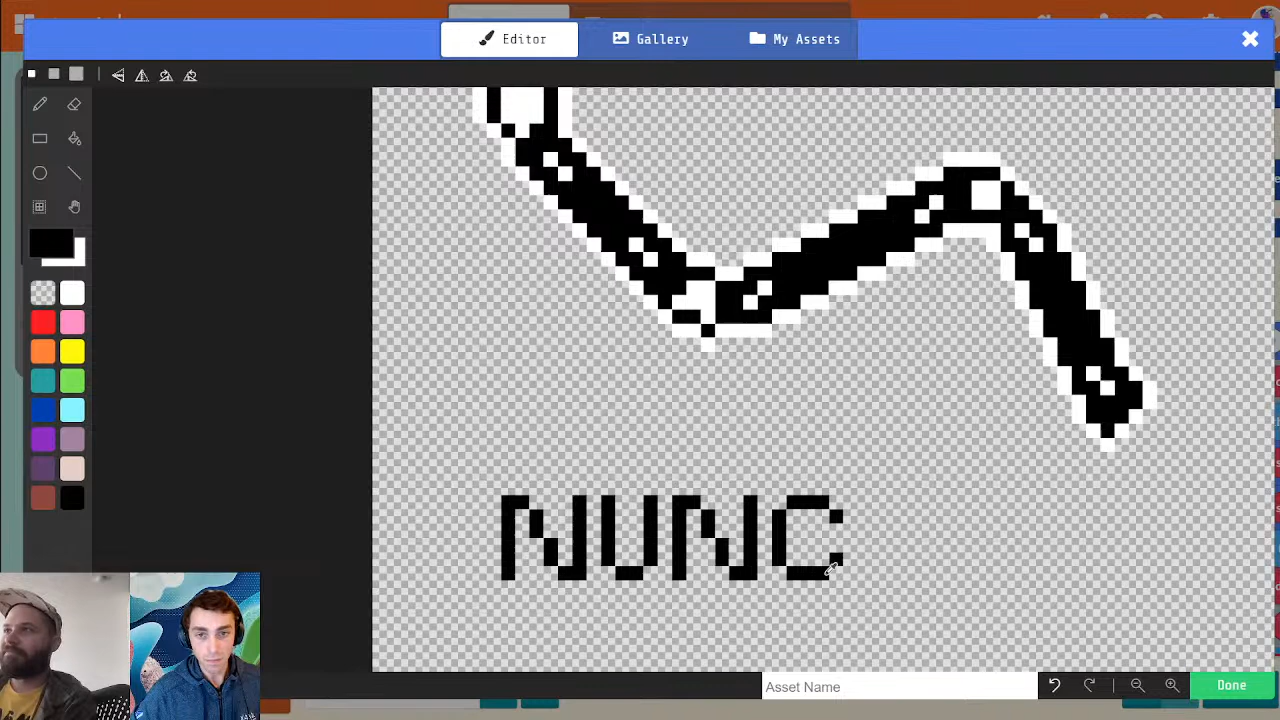 Editor
Gallery
My Assets
NUNC
Asset Name
Done